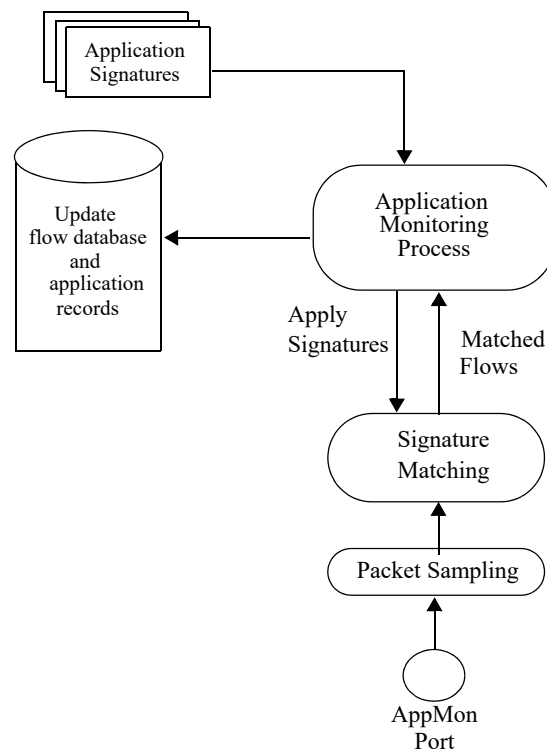 Application
Signatures
Update
flow database
and
application
records
Application
Monitoring
Process
Apply
Signatures
Matched
Flows
Signature
Matching
Packet Sampling
AppMon
Port